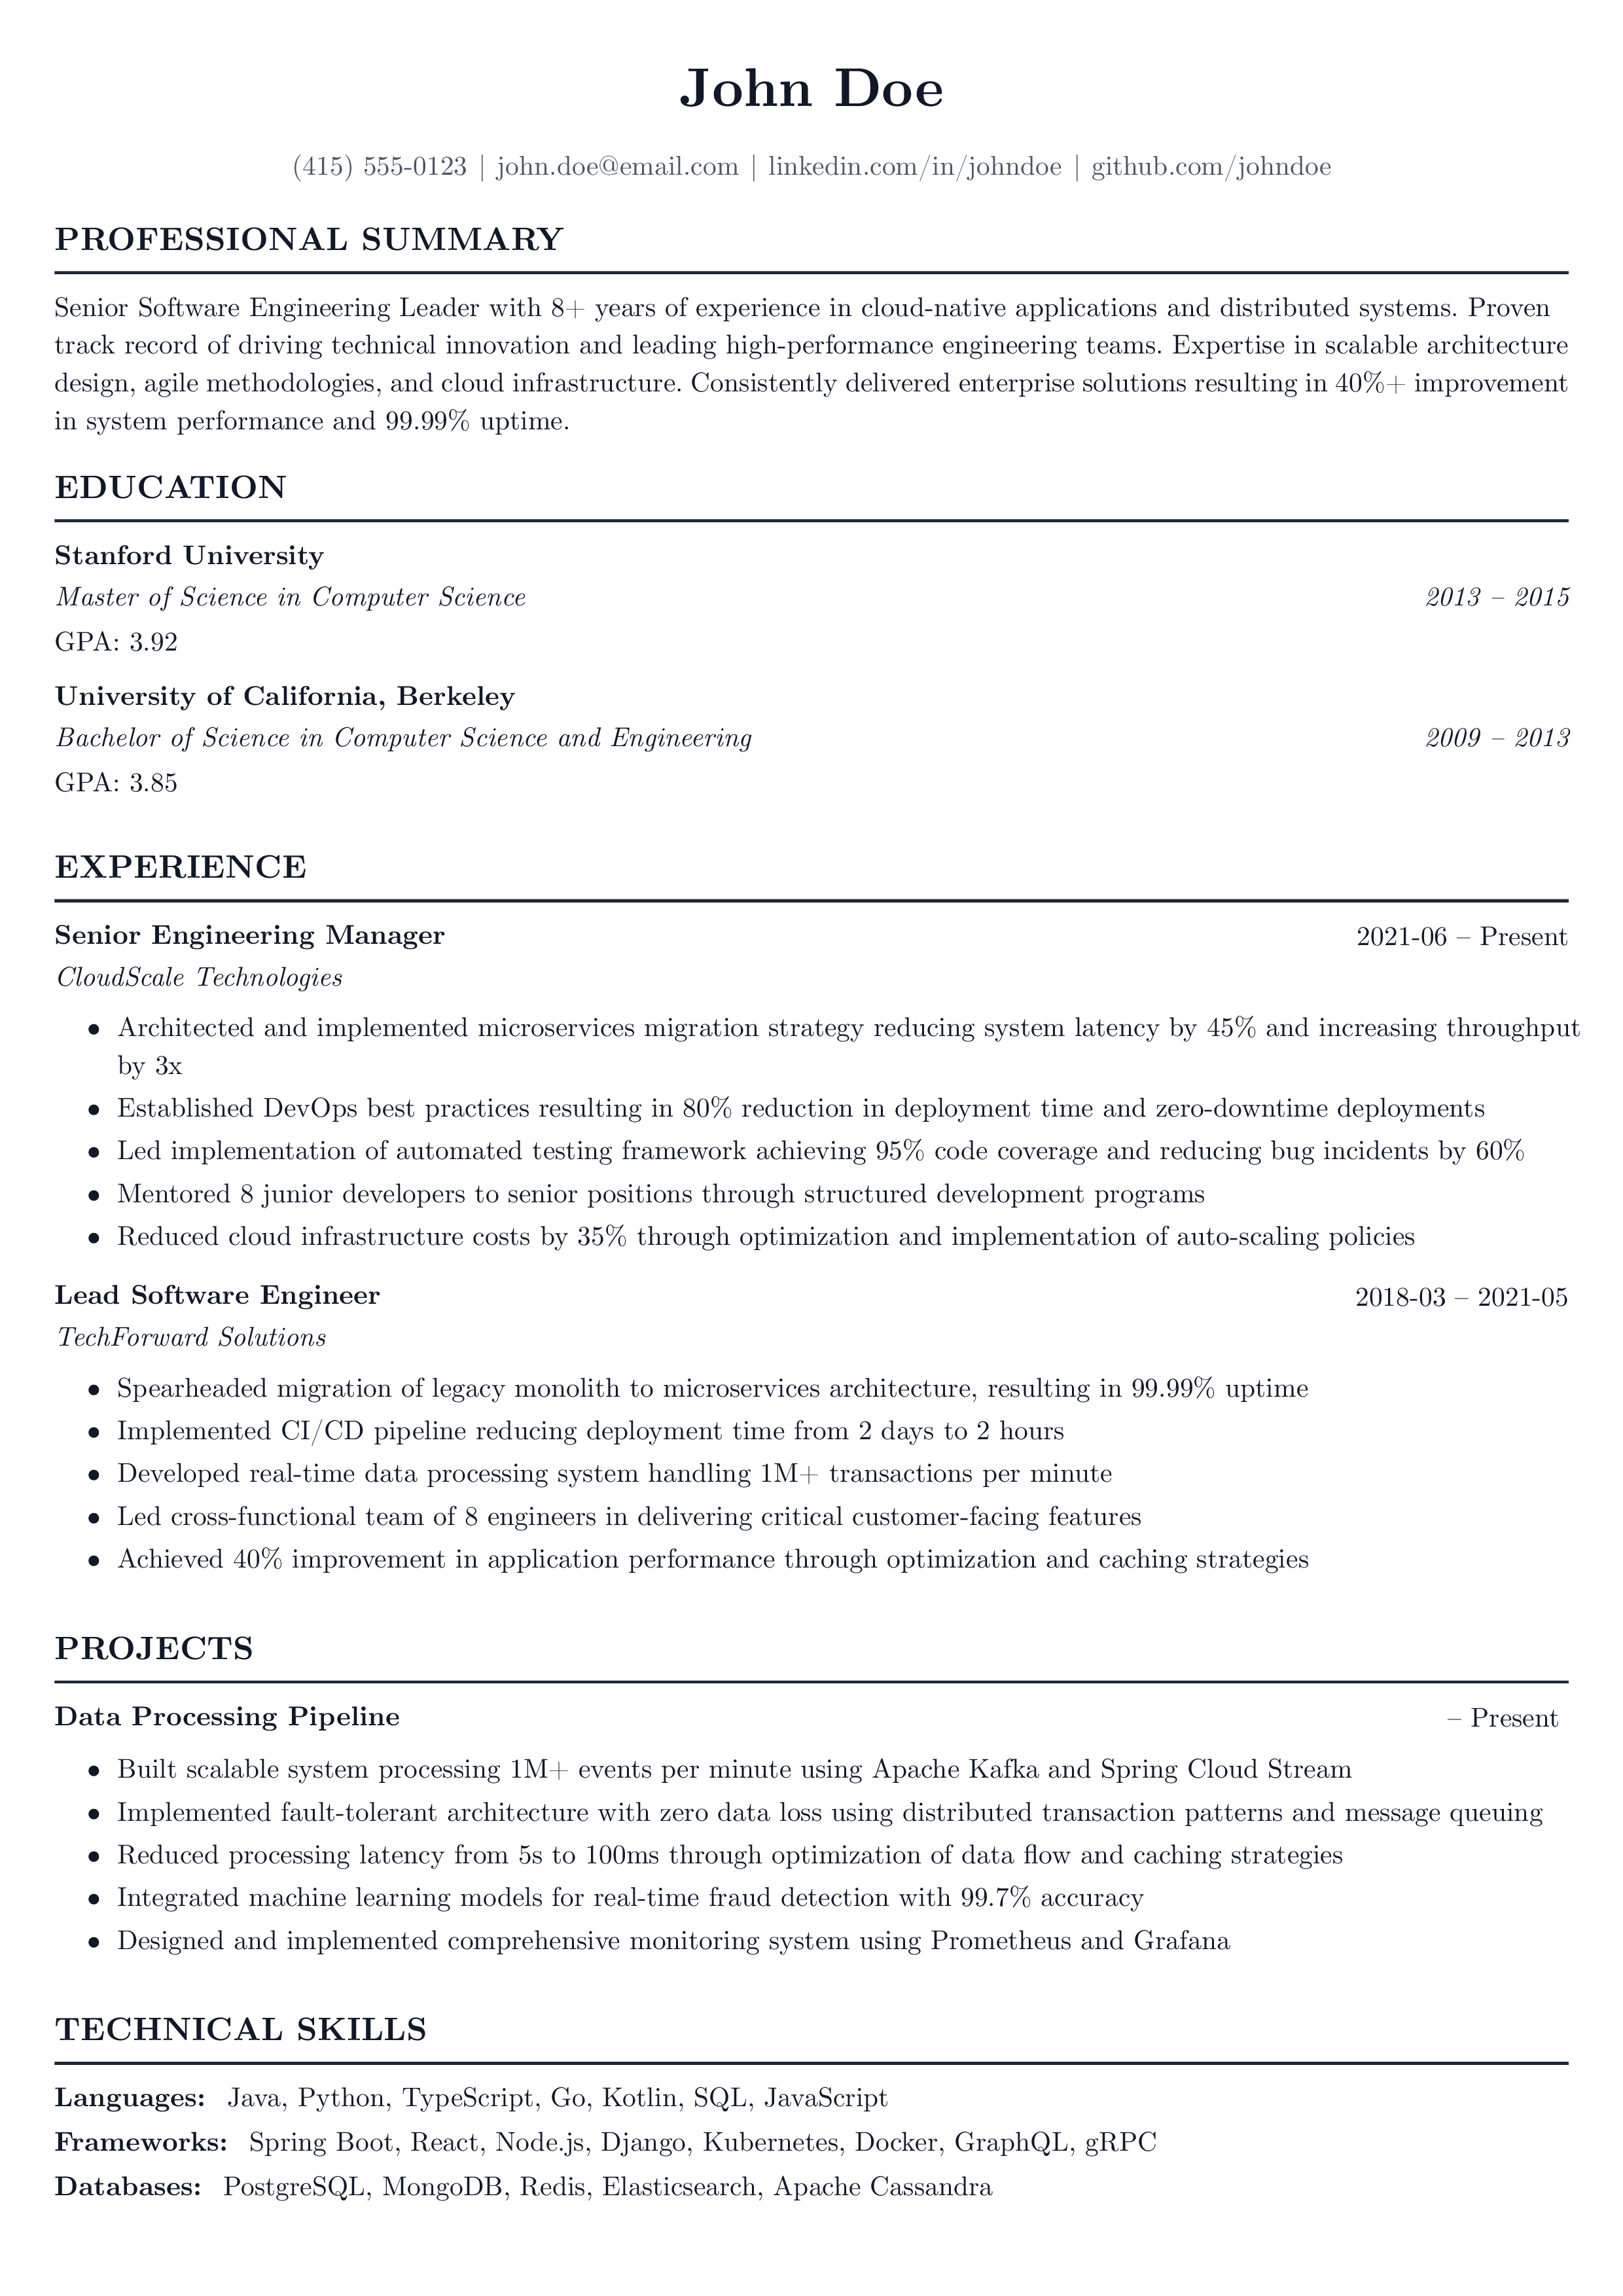 John Doe
(415) 555-0123 | john.doe@email.com | linkedin.com/in/johndoe | github.com/johndoe
PROFESSIONAL SUMMARY
Senior Software Engineering Leader with 8+ years of experience in cloud-native applications and distributed systems. Proven
track record of driving technical innovation and leading high-performance engineering teams. Expertise in scalable architecture
design, agile methodologies, and cloud infrastructure. Consistently delivered enterprise solutions resulting in 40%+ improvement
in system performance and 99.99% uptime.
EDUCATION
Stanford University
Master of Science in Computer Science 2013 – 2015
GPA: 3.92
University of California, Berkeley
Bachelor of Science in Computer Science and Engineering 2009 – 2013
GPA: 3.85
EXPERIENCE
Senior Engineering Manager 2021-06 – Present
CloudScale Technologies
• Architected and implemented microservices migration strategy reducing system latency by 45% and increasing throughput
by 3x
• Established DevOps best practices resulting in 80% reduction in deployment time and zero-downtime deployments
• Led implementation of automated testing framework achieving 95% code coverage and reducing bug incidents by 60%
• Mentored 8 junior developers to senior positions through structured development programs
• Reduced cloud infrastructure costs by 35% through optimization and implementation of auto-scaling policies
Lead Software Engineer 2018-03 – 2021-05
TechForward Solutions
• Spearheaded migration of legacy monolith to microservices architecture, resulting in 99.99% uptime
• Implemented CI/CD pipeline reducing deployment time from 2 days to 2 hours
• Developed real-time data processing system handling 1M+ transactions per minute
• Led cross-functional team of 8 engineers in delivering critical customer-facing features
• Achieved 40% improvement in application performance through optimization and caching strategies
PROJECTS
Data Processing Pipeline – Present
• Built scalable system processing 1M+ events per minute using Apache Kafka and Spring Cloud Stream
• Implemented fault-tolerant architecture with zero data loss using distributed transaction patterns and message queuing
• Reduced processing latency from 5s to 100ms through optimization of data flow and caching strategies
• Integrated machine learning models for real-time fraud detection with 99.7% accuracy
• Designed and implemented comprehensive monitoring system using Prometheus and Grafana
TECHNICAL SKILLS
Languages: Java, Python, TypeScript, Go, Kotlin, SQL, JavaScript
Frameworks: Spring Boot, React, Node.js, Django, Kubernetes, Docker, GraphQL, gRPC
Databases: PostgreSQL, MongoDB, Redis, Elasticsearch, Apache Cassandra